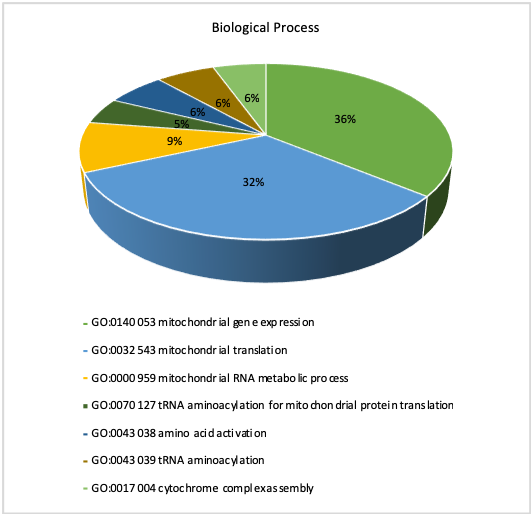 Biological Process
6%
6%
36%
6%
5%
9%
32%
GO:0140053 mitochondrial gene expression
GO:0032543 mitochondrial translation
GO:0000959 mitochondrial RNA metabolic process
GO:0070127 tRNA aminoacylation for mitochondrial protein translation
GO:0043038 amino acid activation
GO:0043039 tRNA aminoacylation
GO:0017004 cytochrome complexassembly